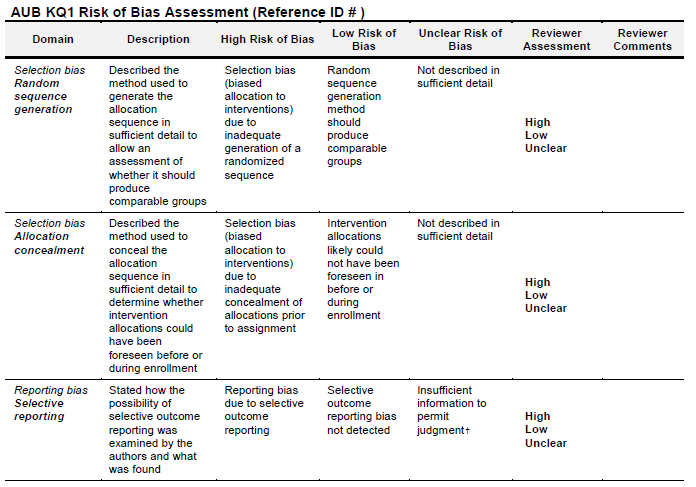 AUB KQ1 Risk of Bias Assessment (Reference ID # )
Domain
Description
High Risk of Bias
Low Risk of
Bias
Unclear Risk of
Bias
Reviewer
Assessment
Reviewer
Comments
Selection bias
Random
sequence
generation
Described the
method used to
generate the
allocation
sequence in
sufficient detail to
allow an
assessment of
whether it should
produce
comparable groups
Selection bias
(biased
allocation to
interventions)
due to
inadequate
generation of a
randomized
sequence
Random
sequence
generation
method
should
produce
comparable
groups
Not described in
sufficient detail
High
Low
Unclear
Selection bias
Allocation
concealment
Described the
method used to
conceal the
allocation
sequence in
sufficient detail to
determine whether
intervention
allocations could
have been
foreseen before or
during enrollment
Selection bias
(biased
allocation to
interventions)
due to
inadequate
concealment of
allocations prior
to assignment
Intervention
allocations
likely could
not have been
foreseen in
before or
during
enrollment
Not described in
sufficient detail
High
Low
Unclear
Reporting bias
Selective
reporting
Stated how the
possibility of
selective outcome
reporting was
examined by the
authors and what
was found
Reporting bias
due to selective
outcome
reporting
Selective
outcome
reporting bias
not detected
Insufficient
information to
permit
judgment†
High
Low
Unclear